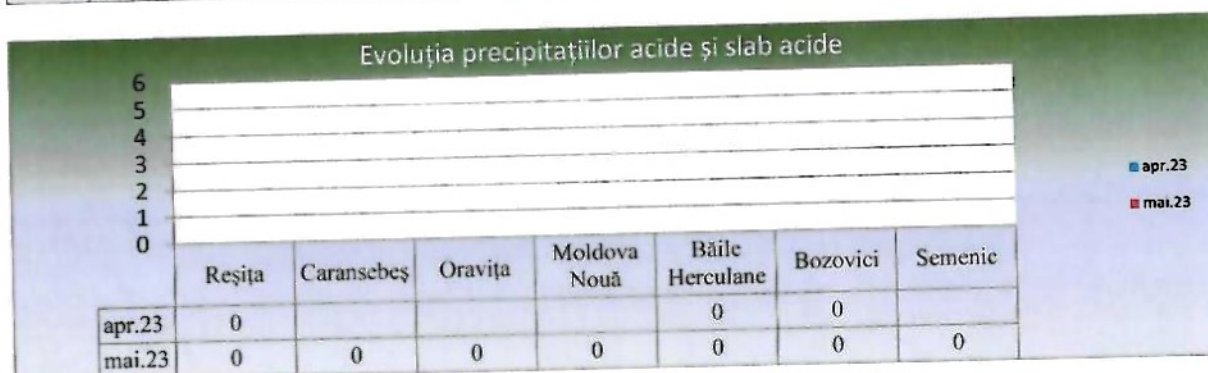 Evoluția precipitațiilor acide și slab acide
6
5
4
3
2
1
0
apr.23
mai.23
Reșița Caransebeș Oravița Moldova Nouă Băile Herculane Bozovici Semenic
apr.23 0 0 0
mai.23 0 0 0 0 0 0 0